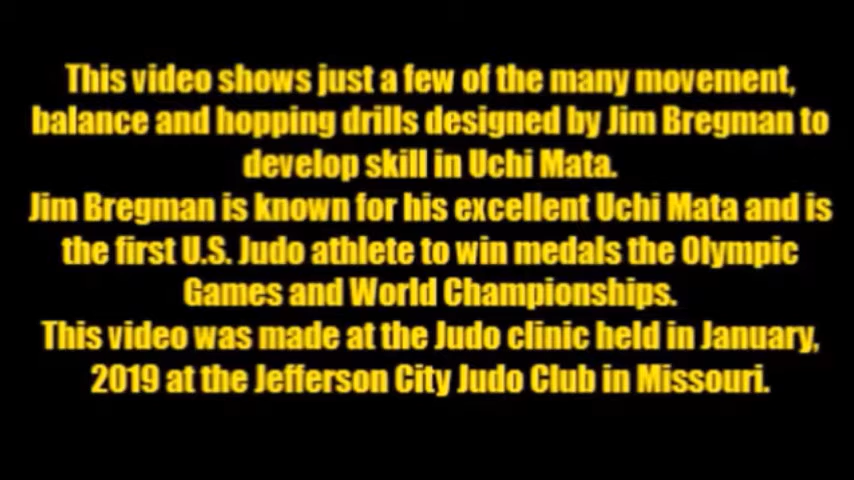 This video shows just a few of the many movement,
balance and hopping drills designed by Jim Bregman to
develop skill in Uchi Mata.
Jim Bregman is known for his excellent Uchi Mata and is
the first U.S. Judo athlete to win medals the Olympic
Games and World Championships.
This video was made at the Judo clinic held in January,
2019 at the Jefferson City Judo Club in Missouri.